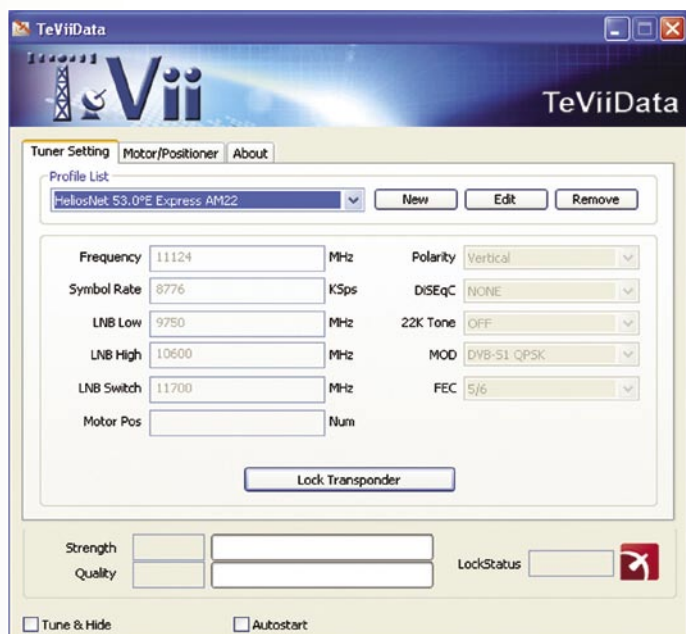 TeViiData
TeVii
TeViiData
Tuner Setting Motor/Positioner About
Profile List
HeliosNet 53.0°E Express AM22 New Edit Remove
Frequency 11124 MHz Polarity Vertical
Symbol Rate 8776 KSps DiSEqC NONE
LNB Low 9750 MHz 22K Tone OFF
LNB High 10600 MHz MOD DVB-S1 QPSK
LNB Switch 11700 MHz FEC 5/6
Motor Pos Num
Lock Transponder
Strength
Quality
LockStatus
Tune & Hide Autostart